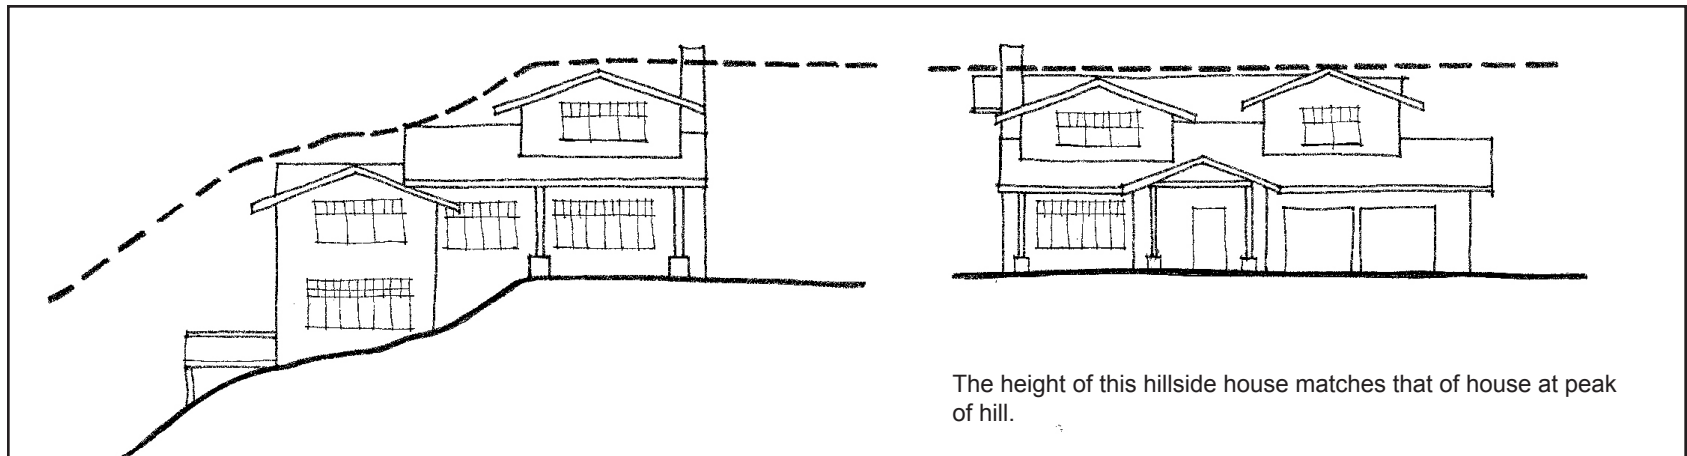 The height of this hillside house matches that of house at peak
of hill.